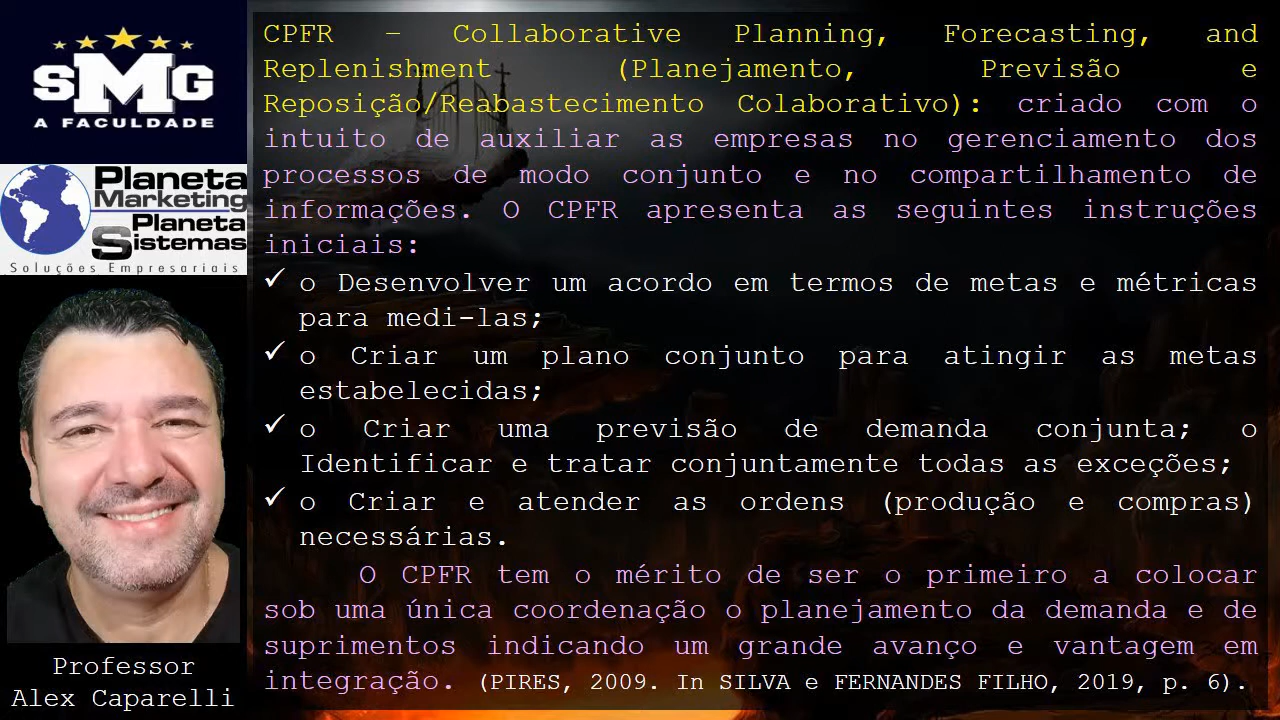 SMG
A FACULDADE
Planeta
Marketing
Planeta
Sistemas
Soluções Empresariais
Professor
Alex Caparelli
CPFR – Collaborative Planning, Forecasting, and
Replenishment (Planejamento, Previsão e
Reposição/Reabastecimento Colaborativo): criado com o
intuito de auxiliar as empresas no gerenciamento dos
processos de modo conjunto e no compartilhamento de
informações. O CPFR apresenta as seguintes instruções
iniciais:
✓ o Desenvolver um acordo em termos de metas e métricas
para medi-las;
✓ o Criar um plano conjunto para atingir as metas
estabelecidas;
✓ o Criar uma previsão de demanda conjunta; o
Identificar e tratar conjuntamente todas as exceções;
✓ o Criar e atender as ordens (produção e compras)
necessárias.
O CPFR tem o mérito de ser o primeiro a colocar
sob uma única coordenação o planejamento da demanda e de
suprimentos indicando um grande avanço e vantagem em
integração. (PIRES, 2009. In SILVA e FERNANDES FILHO, 2019, p. 6).